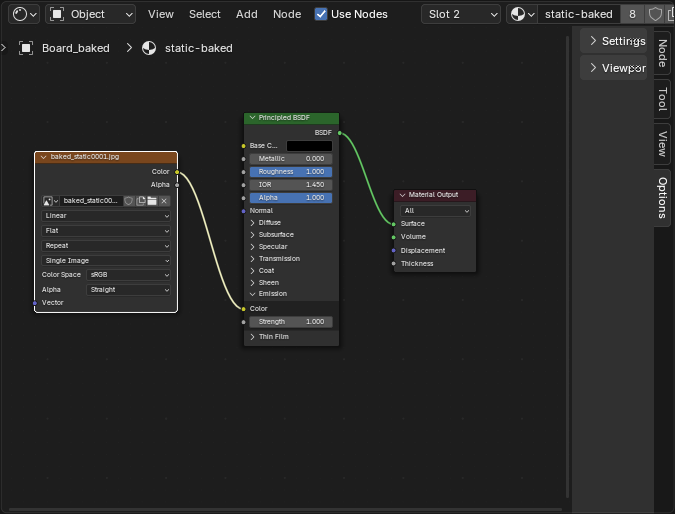 Object View Select Add Node Use Nodes Slot 2 static-baked 8
Board_baked static-baked
Settings
Viewpor
Node
Tool
View
Options
baked_static0001.jpg
Color
Alpha
baked_static00...
Linear
Flat
Repeat
Single Image
Color Space sRGB
Alpha Straight
Vector
Principled BSDF
BSDF
Base C...
Metallic 0.000
Roughness 1.000
IOR 1.450
Alpha 1.000
Normal
Diffuse
Subsurface
Specular
Transmission
Coat
Sheen
Emission
Color
Strength 1.000
Thin Film
Material Output
All
Surface
Volume
Displacement
Thickness